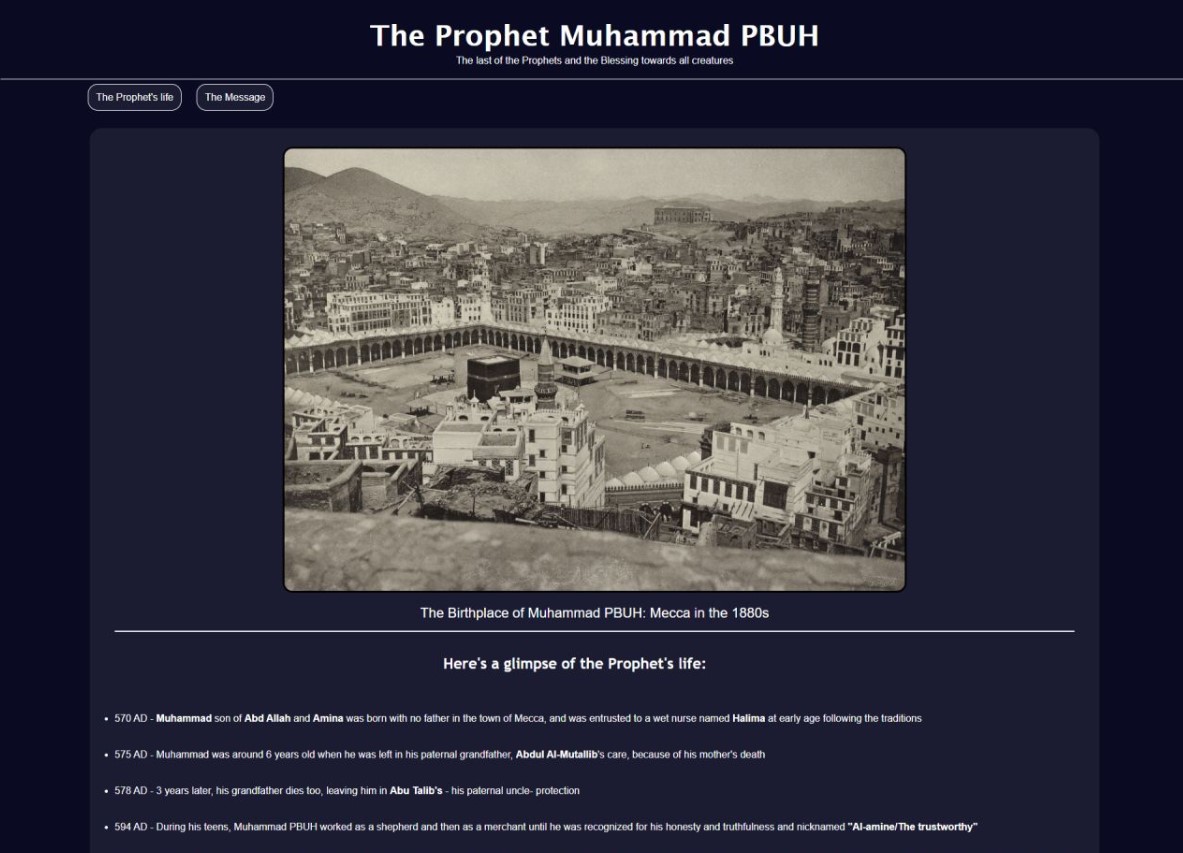 The Prophet Muhammad PBUH
The last of the Prophets and the Blessing towards all creatures
The Prophet's life
The Message
The Birthplace of Muhammad PBUH: Mecca in the 1880s
Here's a glimpse of the Prophet's life:
• 570 AD - Muhammad son of Abd Allah and Amina was born with no father in the town of Mecca, and was entrusted to a wet nurse named Halima at early age following the traditions
• 575 AD - Muhammad was around 6 years old when he was left in his paternal grandfather, Abdul Al-Mutallib's care, because of his mother's death
• 578 AD - 3 years later, his grandfather dies too, leaving him in Abu Talib's - his paternal uncle- protection
• 594 AD - During his teens, Muhammad PBUH worked as a shepherd and then as a merchant until he was recognized for his honesty and truthfulness and nicknamed "Al-amine/The trustworthy"